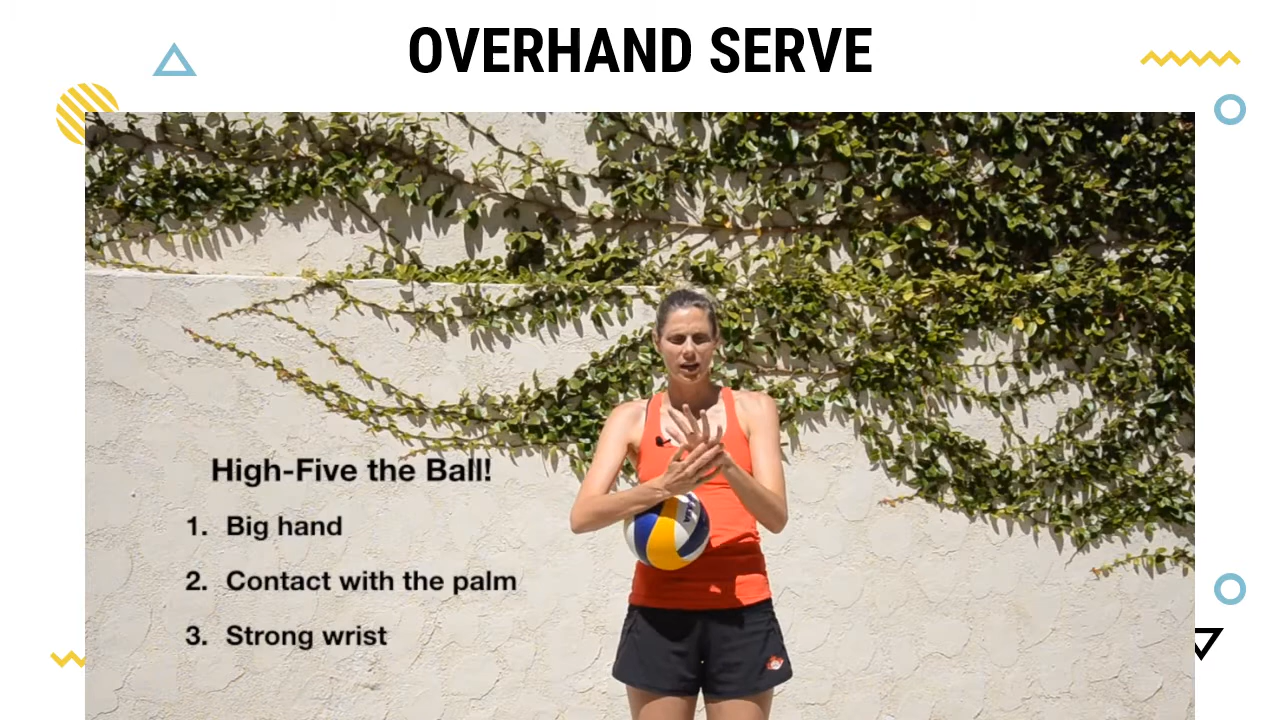 OVERHAND SERVE
High-Five the Ball!
1. Big hand
2. Contact with the palm
3. Strong wrist